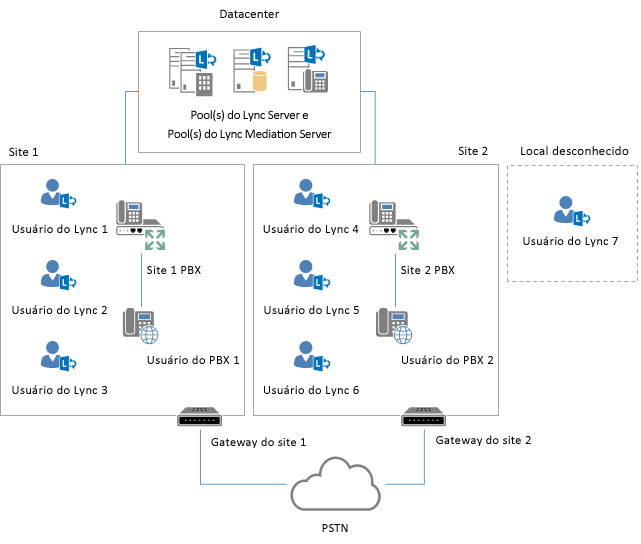 Datacenter
Pool(s) do Lync Server e
Pool(s) do Lync Mediation Server
Site 1
Site 2
Local desconhecido
Usuário do Lync 1
Usuário do Lync 4
Usuário do Lync 7
Site 1 PBX
Site 2 PBX
Usuário do Lync 2
Usuário do Lync 5
Usuário do PBX 1
Usuário do PBX 2
Usuário do Lync 3
Usuário do Lync 6
Gateway do site 1
Gateway do site 2
PSTN